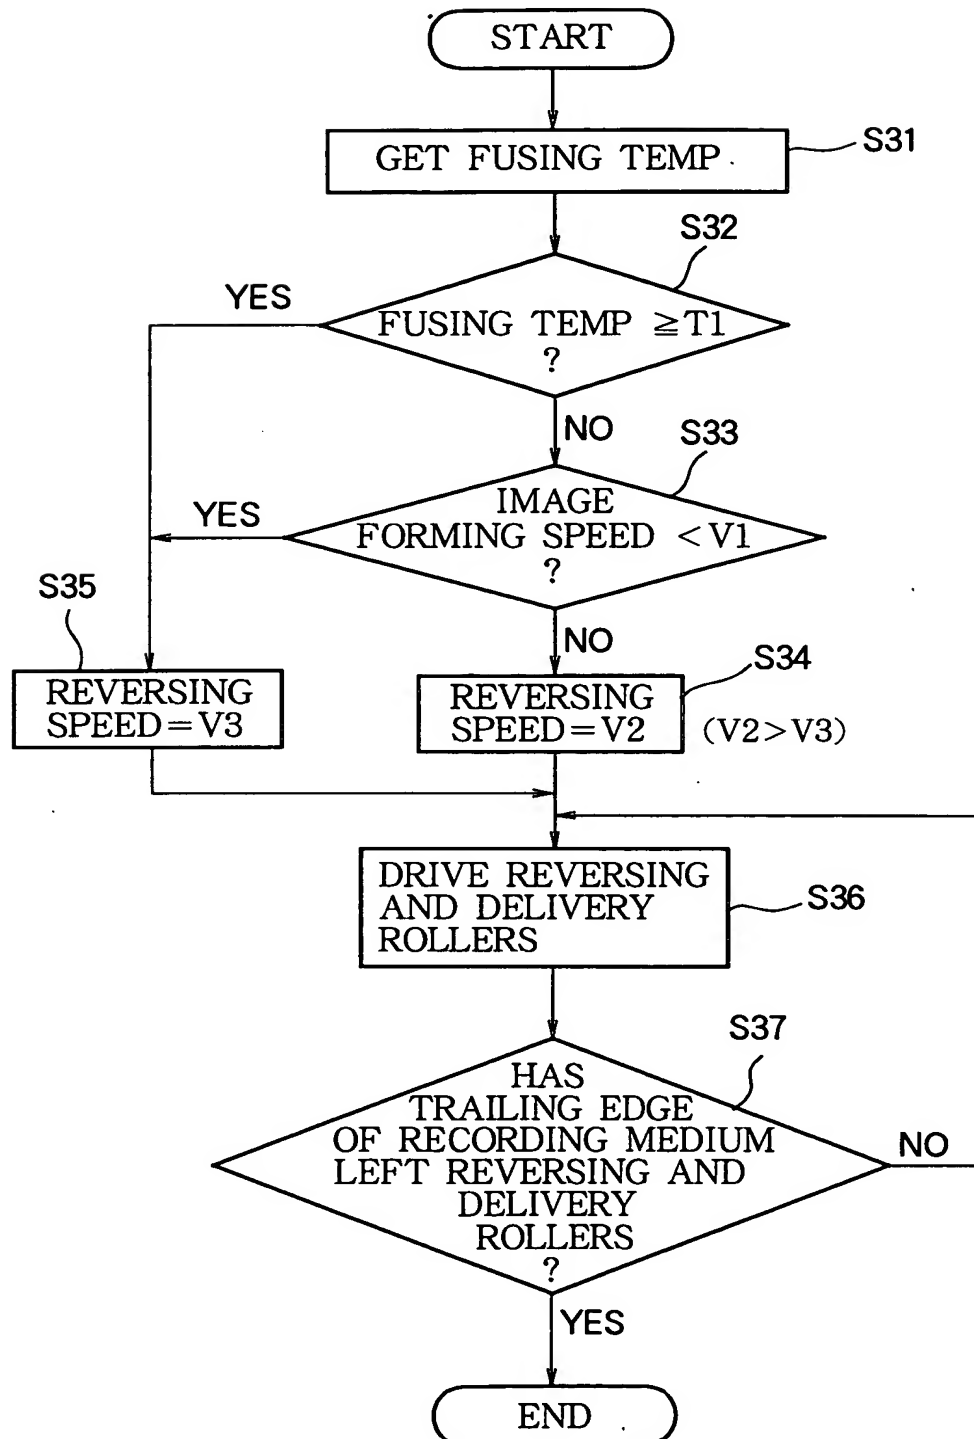 START
GET FUSING TEMP
S31
S32
YES
FUSING TEMP ≧T1
?
NO
S33
YES
IMAGE
FORMING SPEED <V1
?
S35
NO
S34
REVERSING
SPEED=V3
REVERSING
SPEED=V2
(V2>V3)
DRIVE REVERSING
AND DELIVERY
ROLLERS
S36
S37
HAS
TRAILING EDGE
OF RECORDING MEDIUM
LEFT REVERSING AND
DELIVERY
ROLLERS
?
NO
YES
END